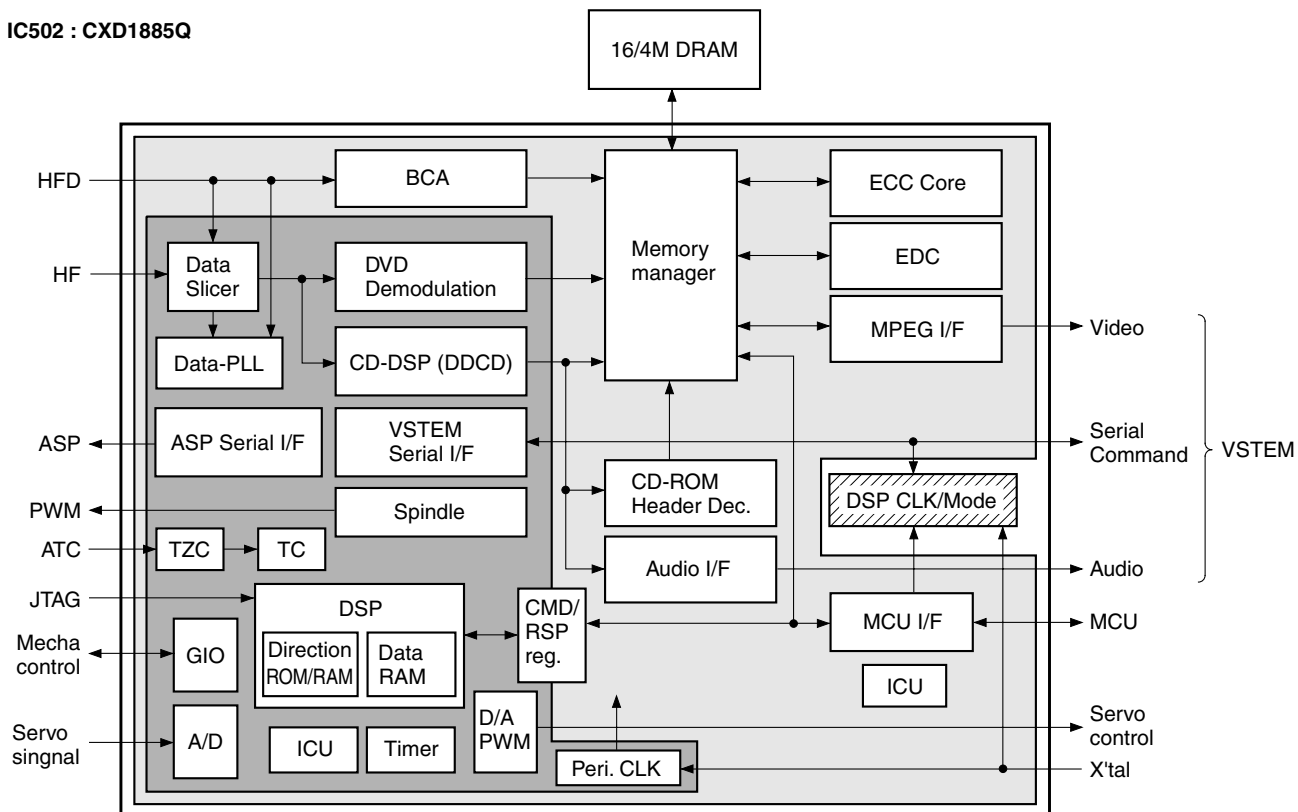 IC502 : CXD1885Q
16/4M DRAM
HFD
BCA
Memory
manager
ECC Core
HF
Data
Slicer
DVD
Demodulation
EDC
Data-PLL
CD-DSP (DDCD)
MPEG I/F
Video
ASP
ASP Serial I/F
VSTEM
Serial I/F
Serial
Command
VSTEM
CD-ROM
Header Dec.
DSP CLK/Mode
PWM
Spindle
ATC
TZC
TC
Audio I/F
Audio
JTAG
DSP
Direction
ROM/RAM
Data
RAM
CMD/
RSP
reg.
MCU I/F
MCU
Mecha
control
GIO
ICU
Servo
singnal
A/D
ICU
Timer
D/A
PWM
Servo
control
Peri. CLK
X'tal